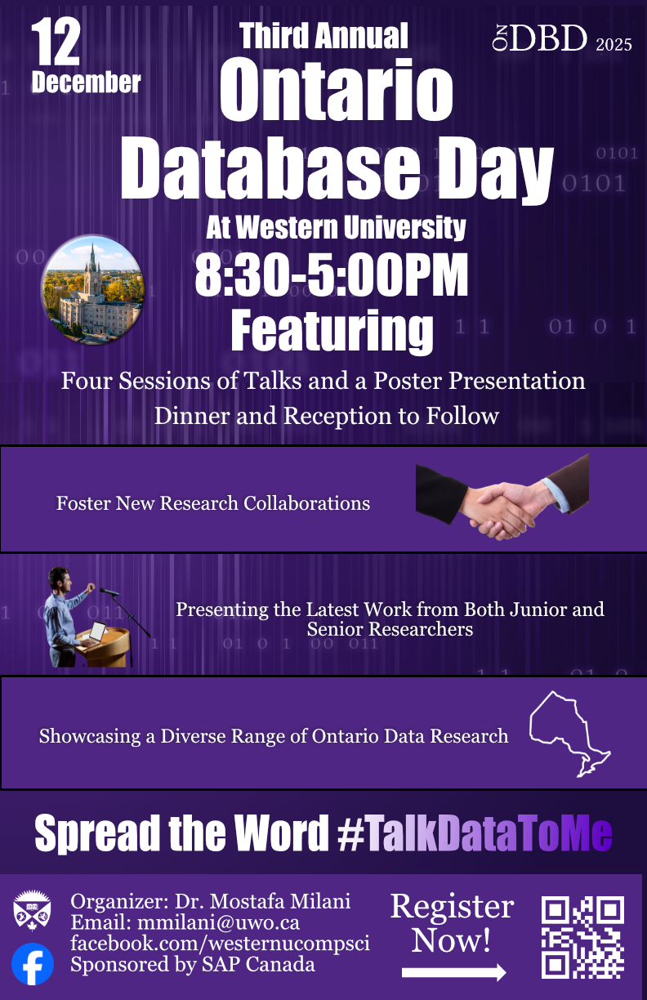 12
December
Third Annual
ON DBD 2025
Ontario
Database Day
At Western University
8:30-5:00PM
Featuring
Four Sessions of Talks and a Poster Presentation
Dinner and Reception to Follow
Foster New Research Collaborations
Presenting the Latest Work from Both Junior and
Senior Researchers
Showcasing a Diverse Range of Ontario Data Research
Spread the Word #TalkDataToMe
Organizer: Dr. Mostafa Milani
Email: mmilani@uwo.ca
facebook.com/westernucompsci
Sponsored by SAP Canada
Register
Now!